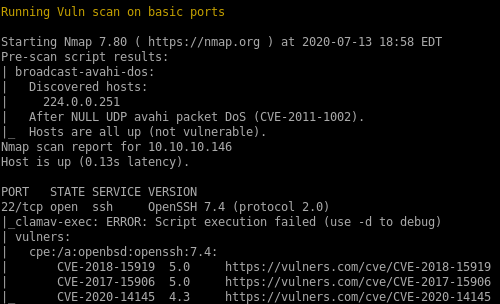 Running Vuln scan on basic ports
Starting Nmap 7.80 ( https://nmap.org ) at 2020-07-13 18:58 EDT
Pre-scan script results:
| broadcast-avahi-dos:
|   Discovered hosts:
|     224.0.0.251
|   After NULL UDP avahi packet DoS (CVE-2011-1002).
|_  Hosts are all up (not vulnerable).
Nmap scan report for 10.10.10.146
Host is up (0.13s latency).
PORT   STATE SERVICE VERSION
22/tcp open  ssh     OpenSSH 7.4 (protocol 2.0)
|_clamav-exec: ERROR: Script execution failed (use -d to debug)
| vulners:
|   cpe:/a:openbsd:openssh:7.4:
|       CVE-2018-15919  5.0     https://vulners.com/cve/CVE-2018-15919
|       CVE-2017-15906  5.0     https://vulners.com/cve/CVE-2017-15906
|_      CVE-2020-14145  4.3     https://vulners.com/cve/CVE-2020-14145